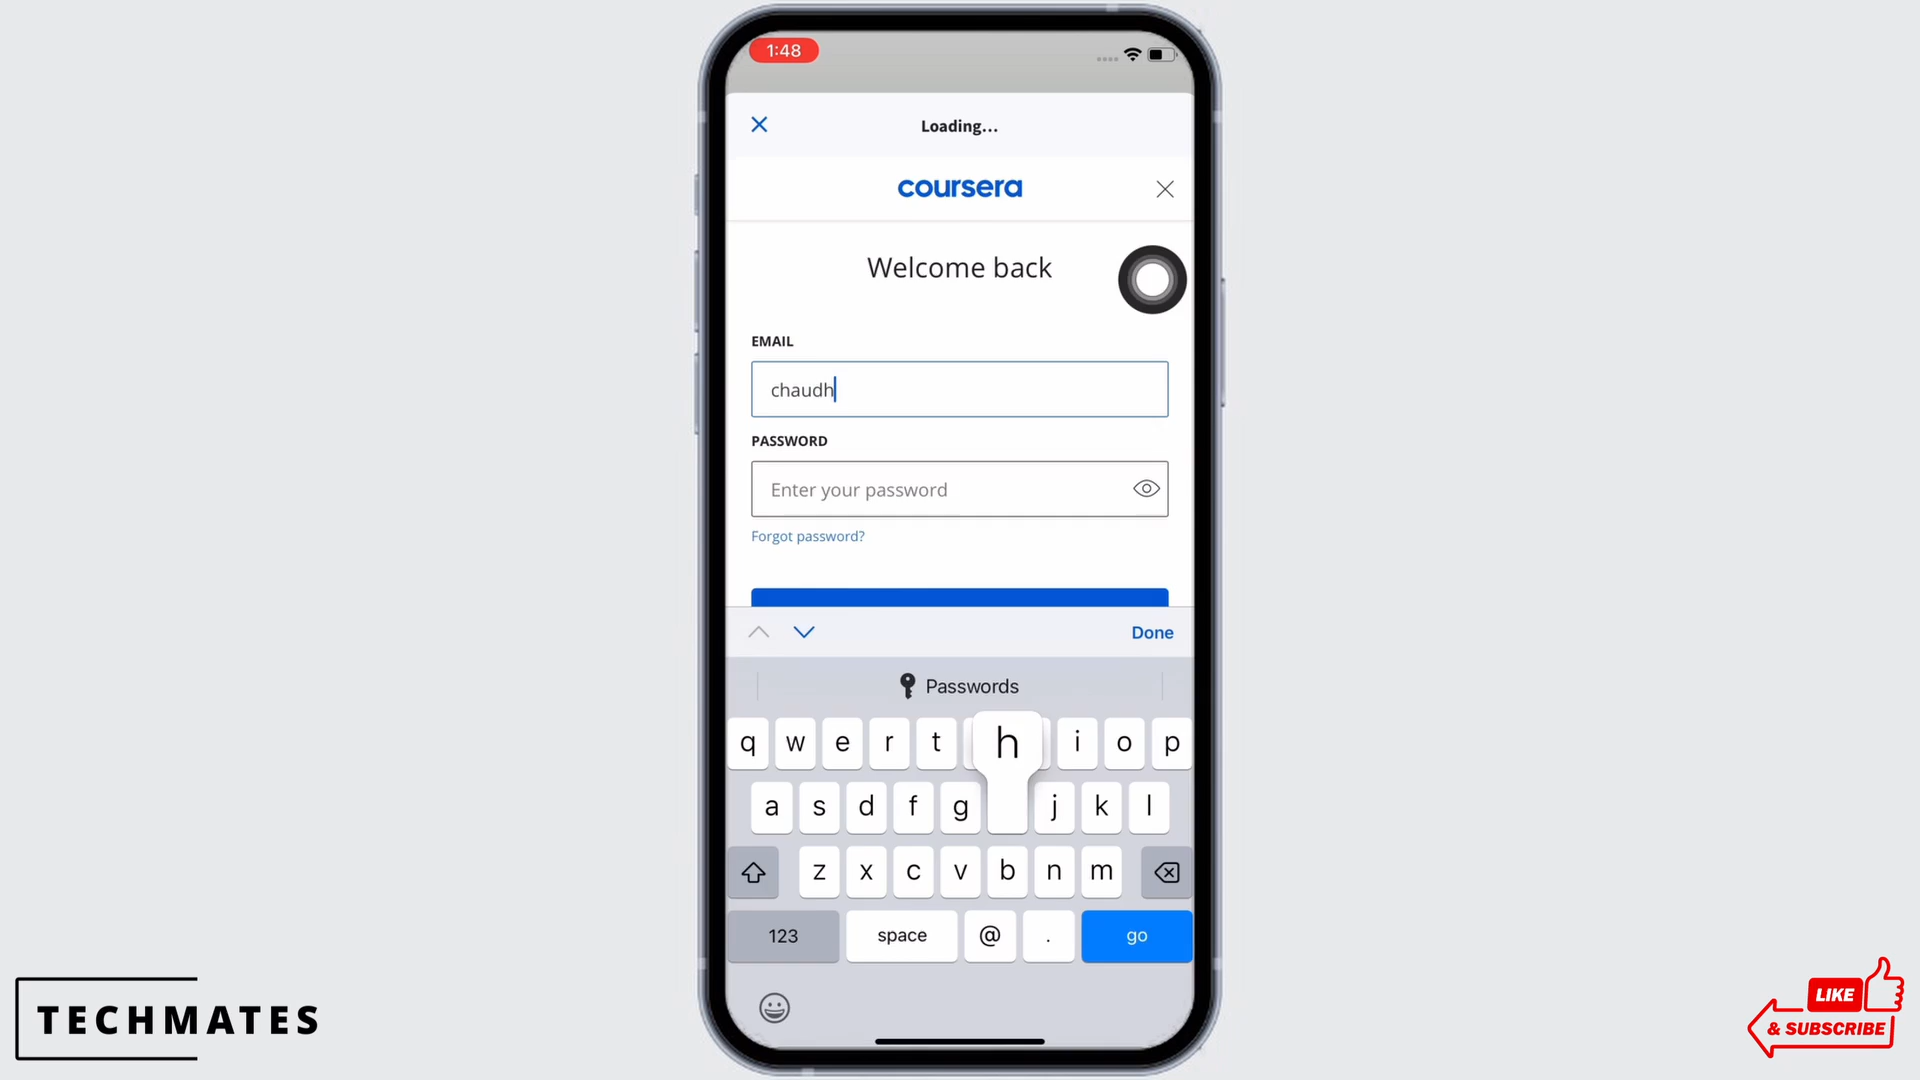 1:48
Loading...
coursera
Welcome back
EMAIL
chaudh
PASSWORD
Enter your password
Forgot password?
Done
Passwords
q w e r t h i o p
a s d f g j k l
z x c v b n m
123 space @ . go
TECHMATES
LIKE
& SUBSCRIBE